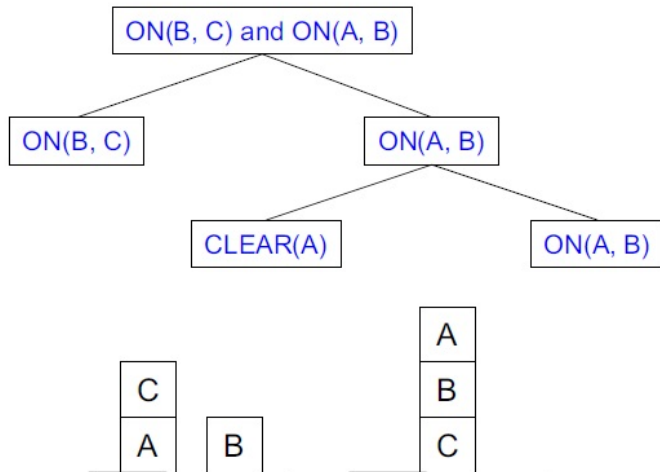 ON(B, C) and ON(A, B)
ON(B, C)
ON(A, B)
CLEAR(A)
ON(A, B)
A
C
B
A
B
C